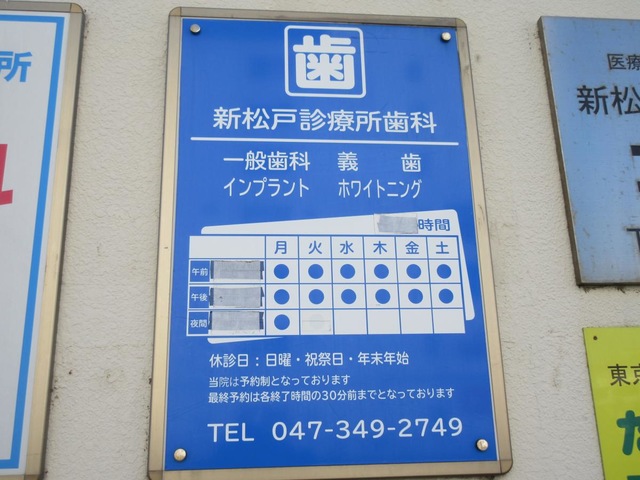 所
歯
新松戸診療所歯科
一般歯科 義 歯
インプラント ホワイトニング
時間
月 火 水 木 金 土
午前 ● ● ● ● ● ●
午後 ● ● ● ● ● ●
夜間 ●
休診日：日曜・祝祭日・年末年始
当院は予約制となっております
最終予約は各終了時間の30分前までとなっております
TEL 047-349-2749
医療
新松
T
東京